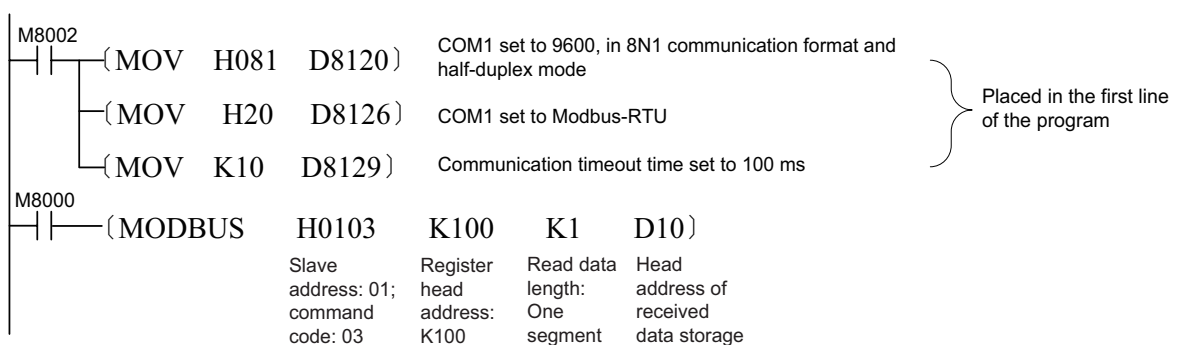 M8002
(MOV H081 D8120) COM1 set to 9600, in 8N1 communication format and
half-duplex mode
(MOV H20 D8126) COM1 set to Modbus-RTU
(MOV K10 D8129) Communication timeout time set to 100 ms
Placed in the first line
of the program
M8000
(MODBUS H0103 K100 K1 D10)
Slave
address: 01;
command
code: 03
Register
head
address:
K100
Read data
length:
One
segment
Head
address of
received
data storage